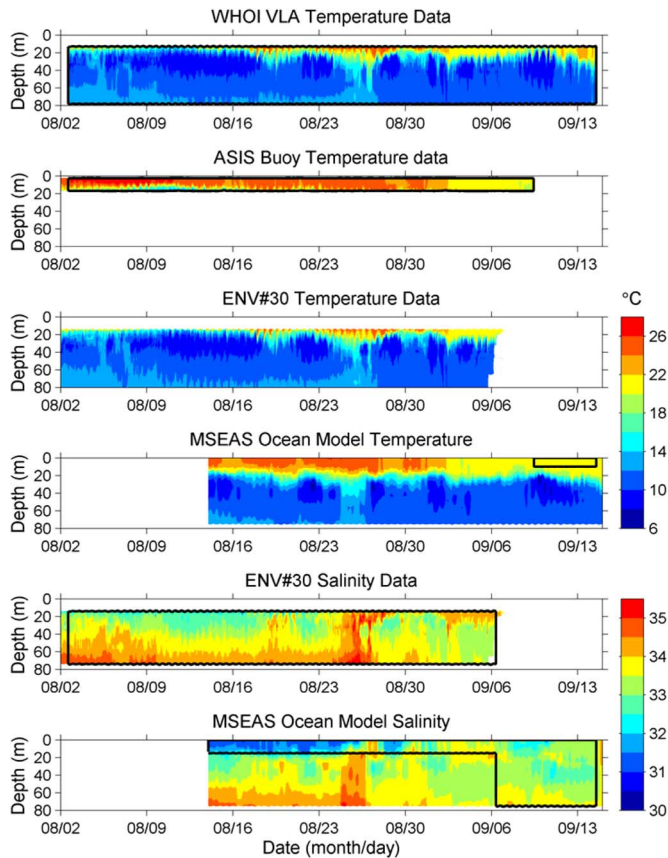 WHOI VLA Temperature Data
Depth (m)
0
20
40
60
80
08/02 08/09 08/16 08/23 08/30 09/06 09/13
ASIS Buoy Temperature data
Depth (m)
0
20
40
60
80
08/02 08/09 08/16 08/23 08/30 09/06 09/13
ENV#30 Temperature Data
Depth (m)
0
20
40
60
80
08/02 08/09 08/16 08/23 08/30 09/06 09/13
°C
26
22
18
14
10
6
MSEAS Ocean Model Temperature
Depth (m)
0
20
40
60
80
08/02 08/09 08/16 08/23 08/30 09/06 09/13
ENV#30 Salinity Data
Depth (m)
0
20
40
60
80
08/02 08/09 08/16 08/23 08/30 09/06 09/13
35
34
33
32
31
30
MSEAS Ocean Model Salinity
Depth (m)
0
20
40
60
80
08/02 08/09 08/16 08/23 08/30 09/06 09/13
Date (month/day)